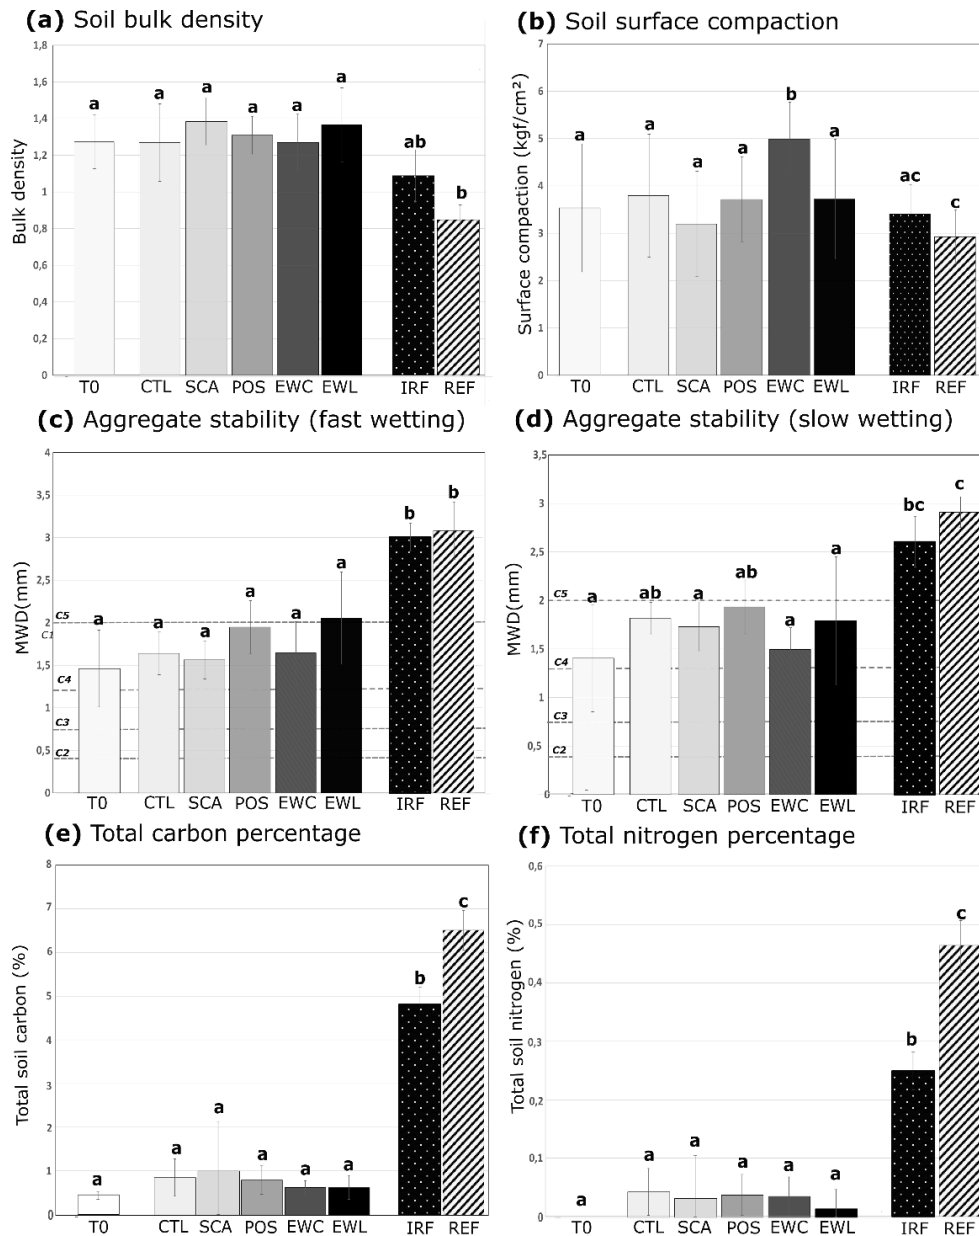 (a) Soil bulk density
Bulk density
1,8
1,6
1,4
1,2
1
0,8
0,6
0,4
0,2
0
a a a a a a ab b
T0 CTL SCA POS EWC EWL IRF REF
(b) Soil surface compaction
Surface compaction (kgf/cm²)
7
6
5
4
3
2
1
0
a a a a b a ac c
T0 CTL SCA POS EWC EWL IRF REF
(c) Aggregate stability (fast wetting)
MWD(mm)
4
3,5
3
2,5
2
1,5
1
0,5
0
C5
C1
C4
C3
C2
a a a a a a b b
T0 CTL SCA POS EWC EWL IRF REF
(d) Aggregate stability (slow wetting)
MWD(mm)
3,5
3
2,5
2
1,5
1
0,5
0
C5
C4
C3
C2
a ab a ab a a bc c
T0 CTL SCA POS EWC EWL IRF REF
(e) Total carbon percentage
Total soil carbon (%)
8
7
6
5
4
3
2
1
0
a a a a a a b c
T0 CTL SCA POS EWC EWL IRF REF
(f) Total nitrogen percentage
Total soil nitrogen (%)
0,6
0,5
0,4
0,3
0,2
0,1
0
a a a a a a b c
T0 CTL SCA POS EWC EWL IRF REF